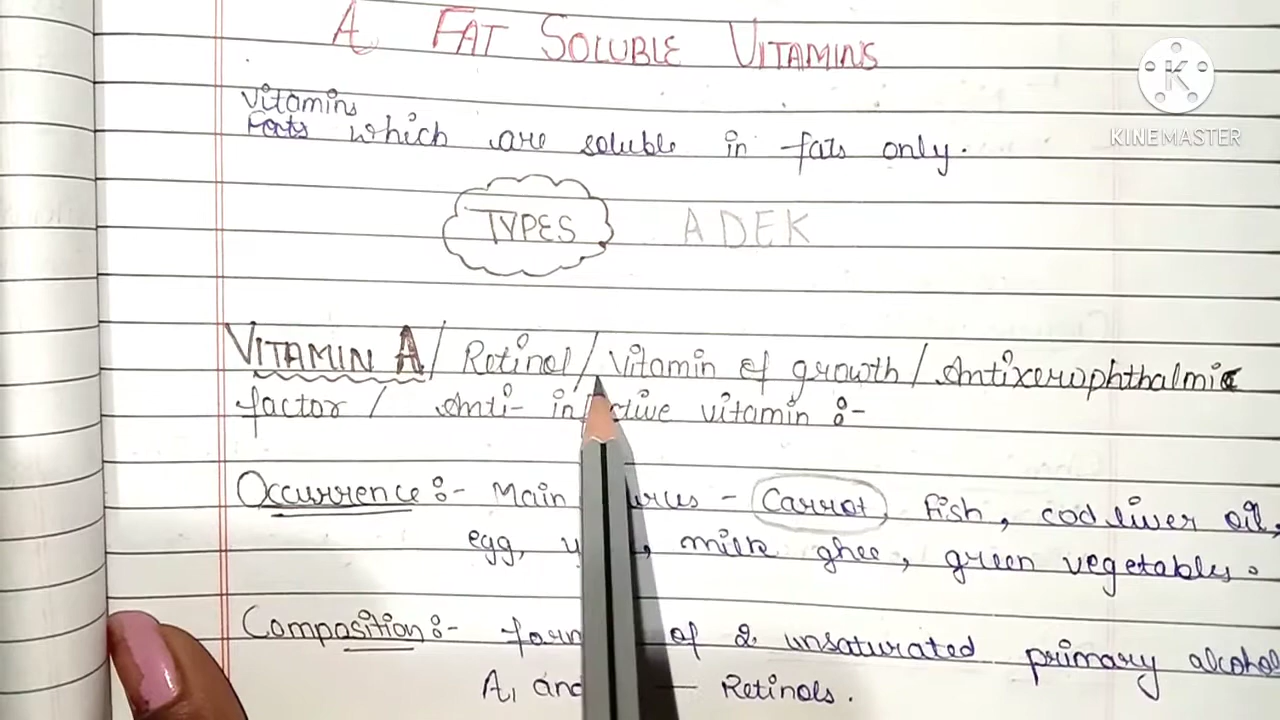 A FAT SOLUBLE VITAMINS
K
KINEMASTER
Vitamins
Fats which are soluble in fats only.
TYPES ADEK
VITAMIN A / Retinol / Vitamin of growth / Antixerophthalmic
factor / Anti- infective vitamin :-
Occurrence :- Main - Carrot, fish, cod liver oil,
egg, milk ghee, green vegetables.
Composition :- of 2 unsaturated primary alcohol
A₁ and — Retinols.